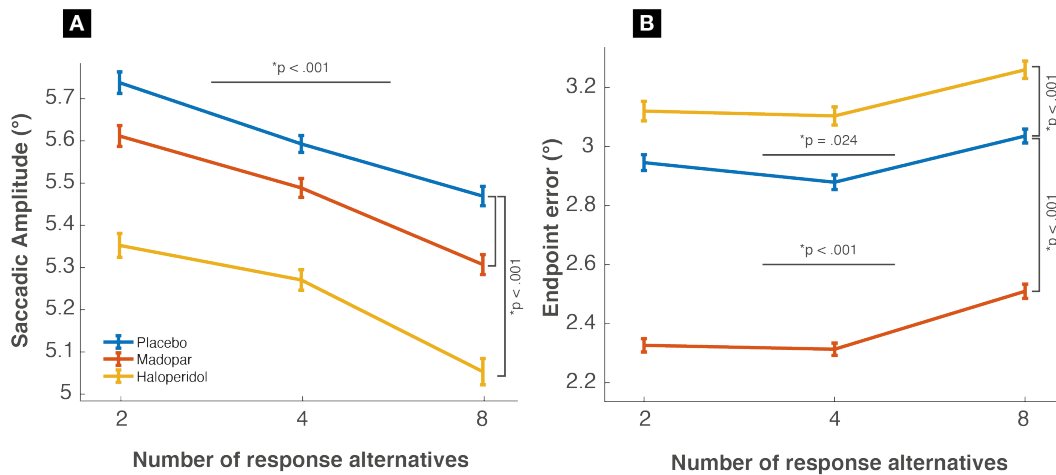 A
*p < .001
Saccadic Amplitude (°)
5.7
5.6
5.5
5.4
5.3
5.2
5.1
5
*p < .001
Placebo
Madopar
Haloperidol
2
4
8
Number of response alternatives
B
Endpoint error (°)
3.2
3
2.8
2.6
2.4
2.2
*p = .024
*p < .001
*p < .001
*p < .001
2
4
8
Number of response alternatives